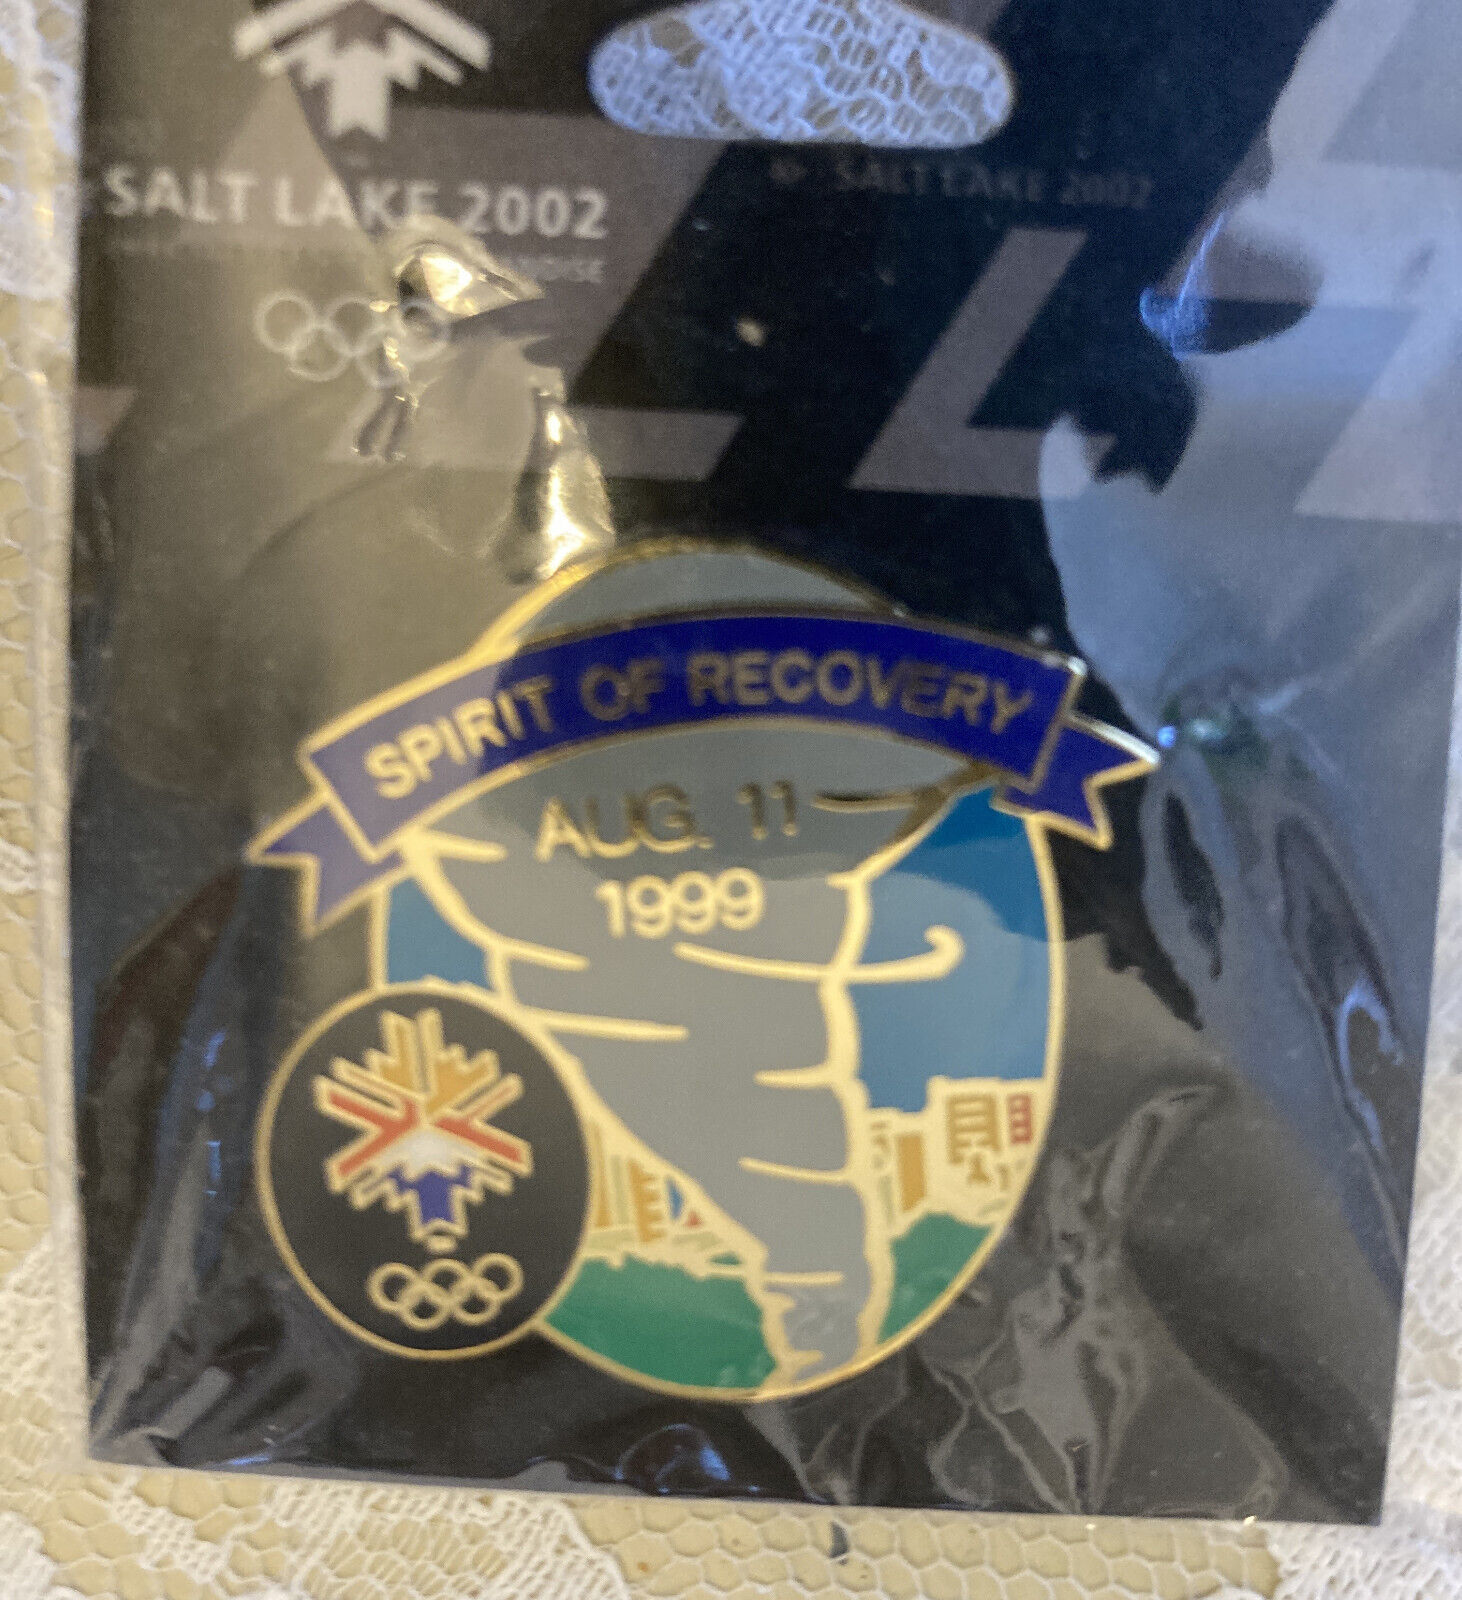 SALT LAKE 2002
SALT LAKE 2002
SPIRIT OF RECOVERY
AUG. 11
1999